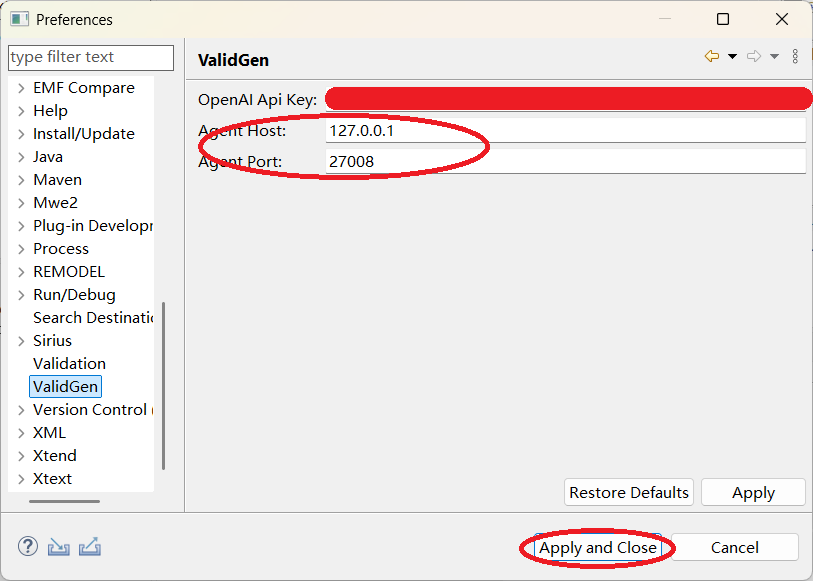 Preferences
type filter text
EMF Compare
Help
Install/Update
Java
Maven
Mwe2
Plug-in Developr
Process
REMODEL
Run/Debug
Search Destinatio
Sirius
Validation
ValidGen
Version Control (
XML
Xtend
Xtext
ValidGen
OpenAI Api Key:
Agent Host: 127.0.0.1
Agent Port: 27008
Restore Defaults Apply
Apply and Close Cancel